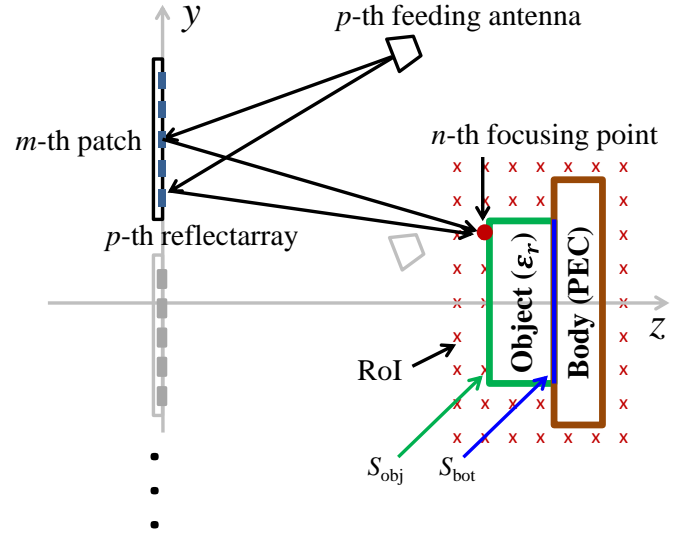 y
p-th feeding antenna
m-th patch
n-th focusing point
p-th reflectarray
Object (εr)
Body (PEC)
z
RoI
Sobj
Sbot